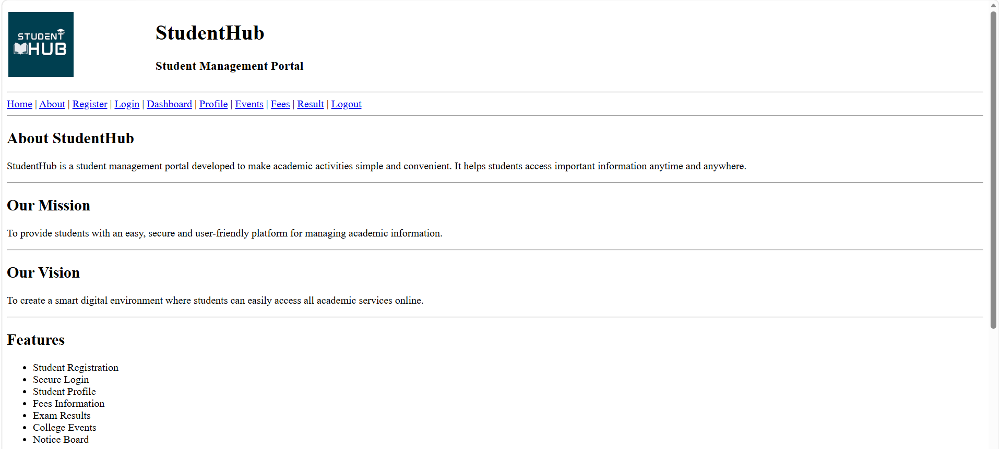 STUDENT
HUB
StudentHub
Student Management Portal
Home | About | Register | Login | Dashboard | Profile | Events | Fees | Result | Logout
About StudentHub
StudentHub is a student management portal developed to make academic activities simple and convenient. It helps students access important information anytime and anywhere.
Our Mission
To provide students with an easy, secure and user-friendly platform for managing academic information.
Our Vision
To create a smart digital environment where students can easily access all academic services online.
Features
• Student Registration
• Secure Login
• Student Profile
• Fees Information
• Exam Results
• College Events
• Notice Board